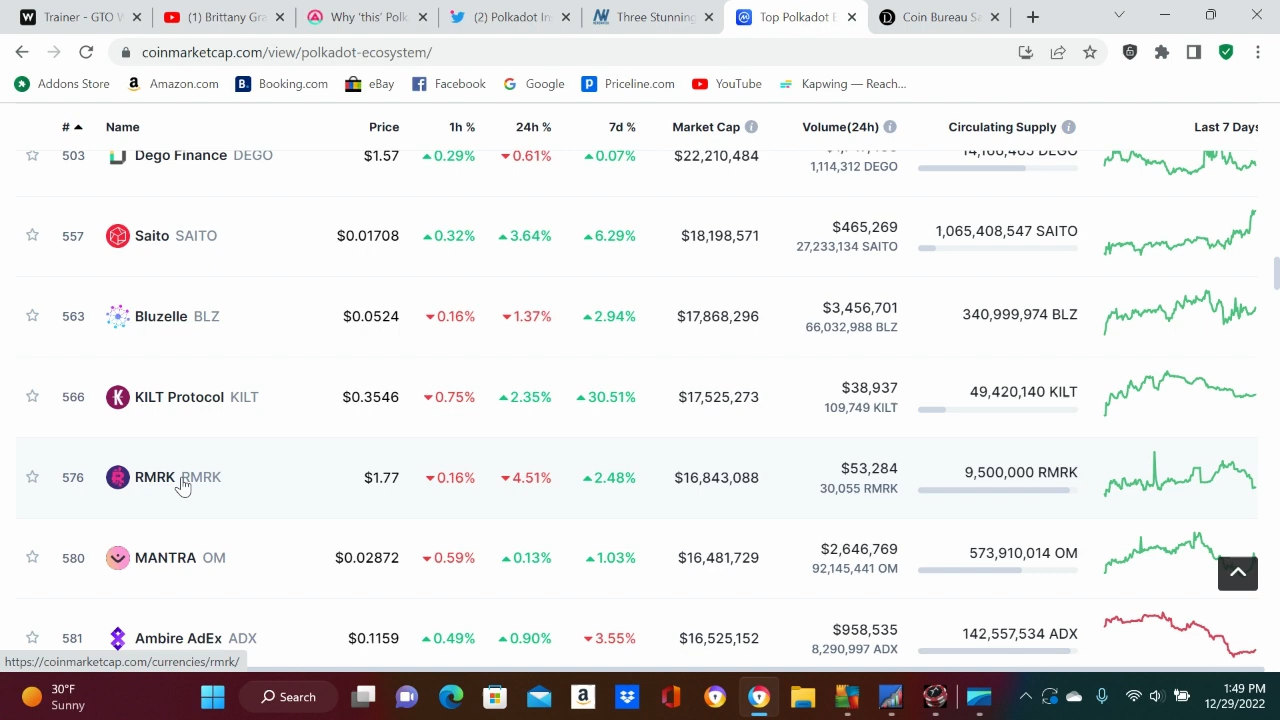 Trainer - GTO W
(1) Brittany Gra
Why 'this' Polk
(2) Polkadot In
Three Stunning
Top Polkadot E
Coin Bureau Sa
coinmarketcap.com/view/polkadot-ecosystem/
Addons Store Amazon.com Booking.com eBay Facebook Google Priceline.com YouTube Kapwing — Reach...
# Name Price 1h % 24h % 7d % Market Cap Volume(24h) Circulating Supply Last 7 Days
503 Dego Finance DEGO $1.57 0.29% 0.61% 0.07% $22,210,484
1,114,312 DEGO
557 Saito SAITO $0.01708 0.32% 3.64% 6.29% $18,198,571 $465,269 1,065,408,547 SAITO
27,233,134 SAITO
563 Bluzelle BLZ $0.0524 0.16% 1.37% 2.94% $17,868,296 $3,456,701 340,999,974 BLZ
66,032,988 BLZ
566 KILT Protocol KILT $0.3546 0.75% 2.35% 30.51% $17,525,273 $38,937 49,420,140 KILT
109,749 KILT
576 RMRK RMRK $1.77 0.16% 4.51% 2.48% $16,843,088 $53,284 9,500,000 RMRK
30,055 RMRK
580 MANTRA OM $0.02872 0.59% 0.13% 1.03% $16,481,729 $2,646,769 573,910,014 OM
92,145,441 OM
581 Ambire AdEx ADX $0.1159 0.49% 0.90% 3.55% $16,525,152 $958,535 142,557,534 ADX
8,290,997 ADX
https://coinmarketcap.com/currencies/rmrk/
30°F
Sunny
Search
1:49 PM
12/29/2022